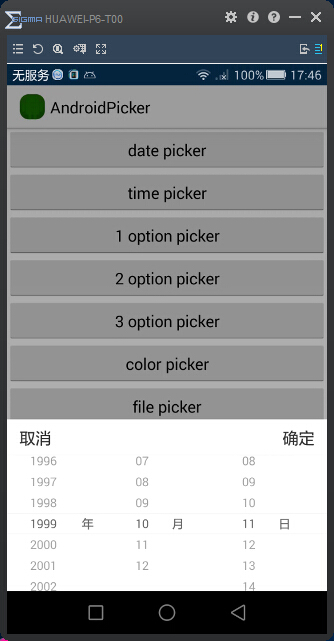 SIGMA HUAWEI-P6-T00
无服务 100% 17:46
AndroidPicker
date picker
time picker
1 option picker
2 option picker
3 option picker
color picker
file picker
取消 确定
1996 07 08
1997 08 09
1998 09 10
1999 年 10 月 11 日
2000 11 12
2001 12 13
2002 14